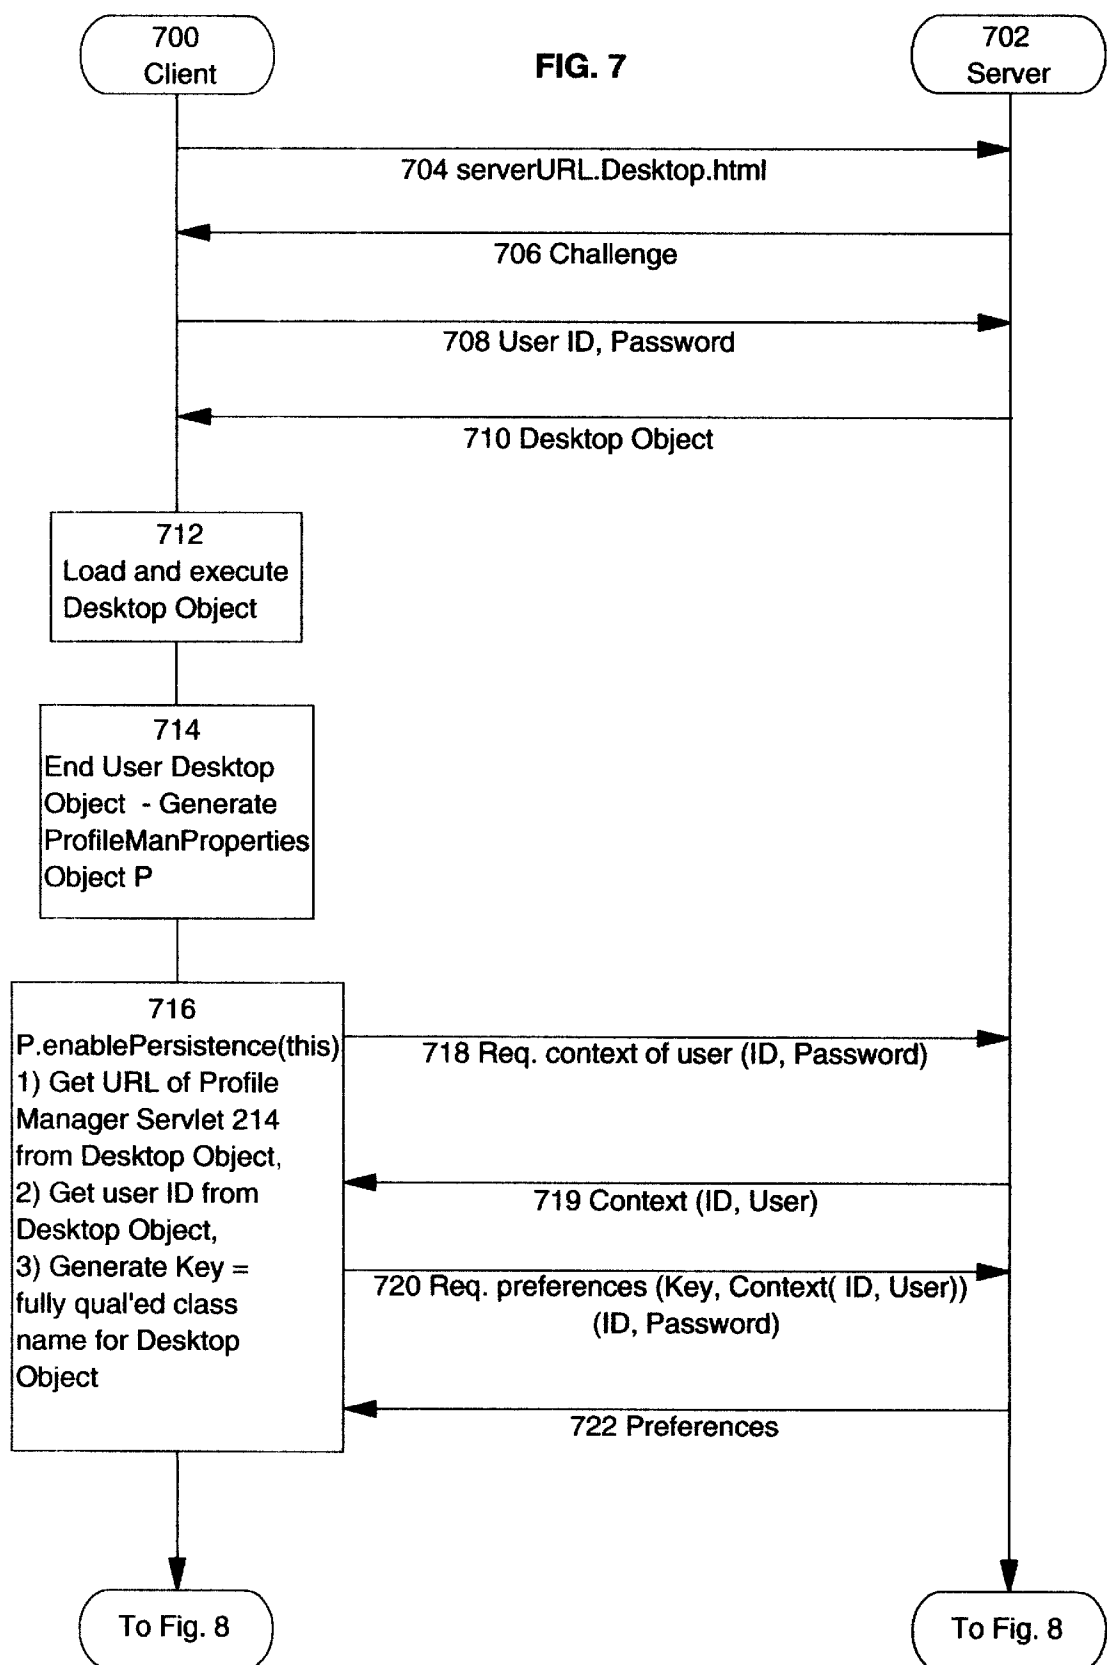 700
Client
FIG. 7
702
Server
704 serverURL.Desktop.html
706 Challenge
708 User ID, Password
710 Desktop Object
712
Load and execute
Desktop Object
714
End User Desktop
Object - Generate
ProfileManProperties
Object P
716
P.enablePersistence(this)
1) Get URL of Profile
Manager Servlet 214
from Desktop Object,
2) Get user ID from
Desktop Object,
3) Generate Key =
fully qual'ed class
name for Desktop
Object
718 Req. context of user (ID, Password)
719 Context (ID, User)
720 Req. preferences (Key, Context( ID, User))
(ID, Password)
722 Preferences
To Fig. 8
To Fig. 8